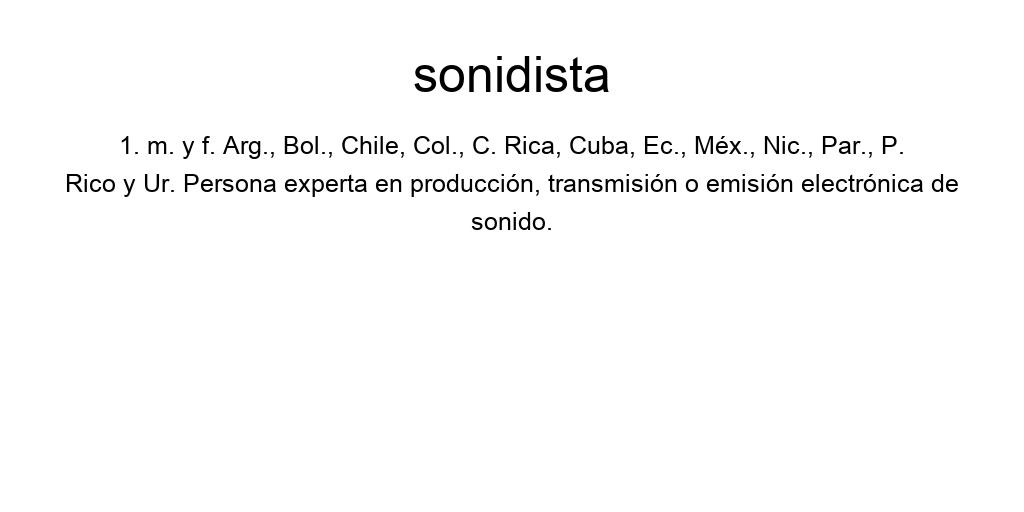 sonidista
1. m. y f. Arg., Bol., Chile, Col., C. Rica, Cuba, Ec., Méx., Nic., Par., P.
Rico y Ur. Persona experta en producción, transmisión o emisión electrónica de
sonido.